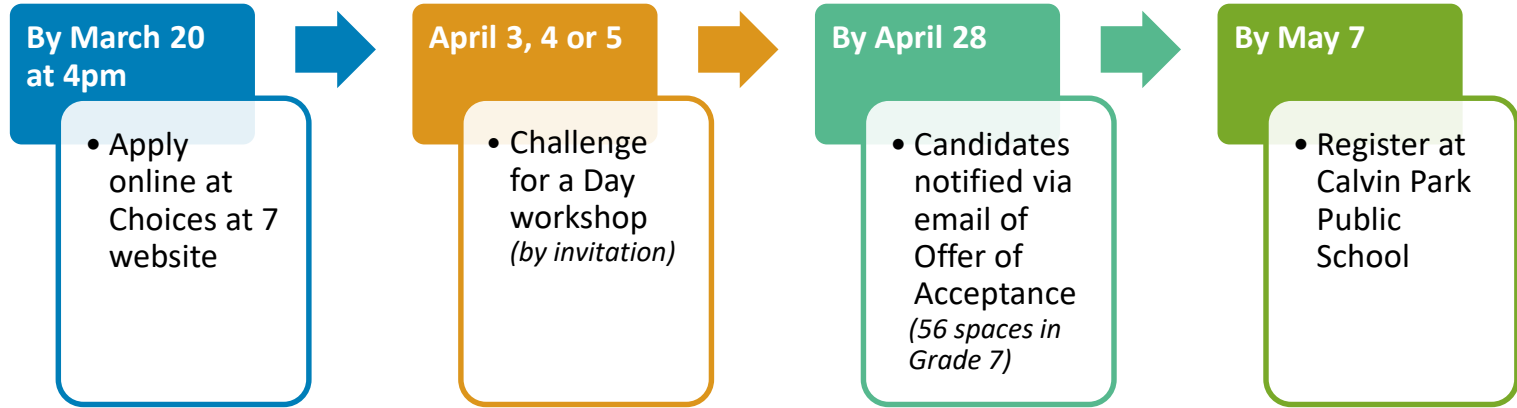 By March 20
at 4pm
• Apply
online at
Choices at 7
website
April 3, 4 or 5
• Challenge
for a Day
workshop
(by invitation)
By April 28
• Candidates
notified via
email of
Offer of
Acceptance
(56 spaces in
Grade 7)
By May 7
• Register at
Calvin Park
Public
School